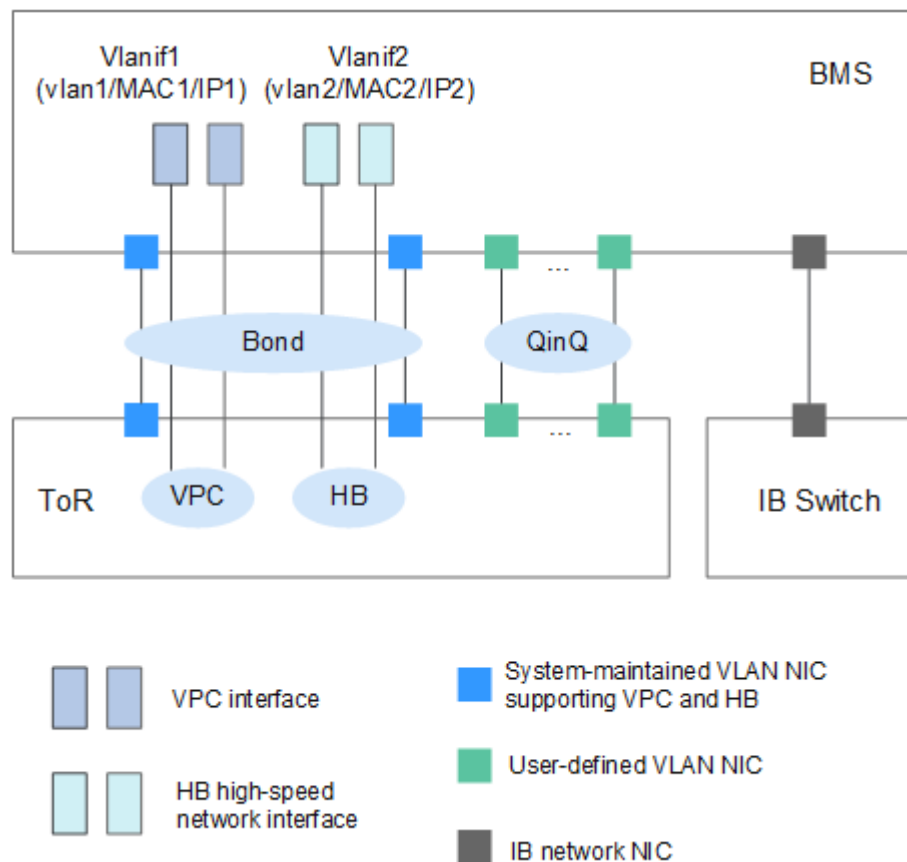 Vlanif1
(vlan1/MAC1/IP1)
Vlanif2
(vlan2/MAC2/IP2)
BMS
...
Bond
QinQ
...
ToR
VPC
HB
IB Switch
VPC interface
HB high-speed
network interface
System-maintained VLAN NIC
supporting VPC and HB
User-defined VLAN NIC
IB network NIC